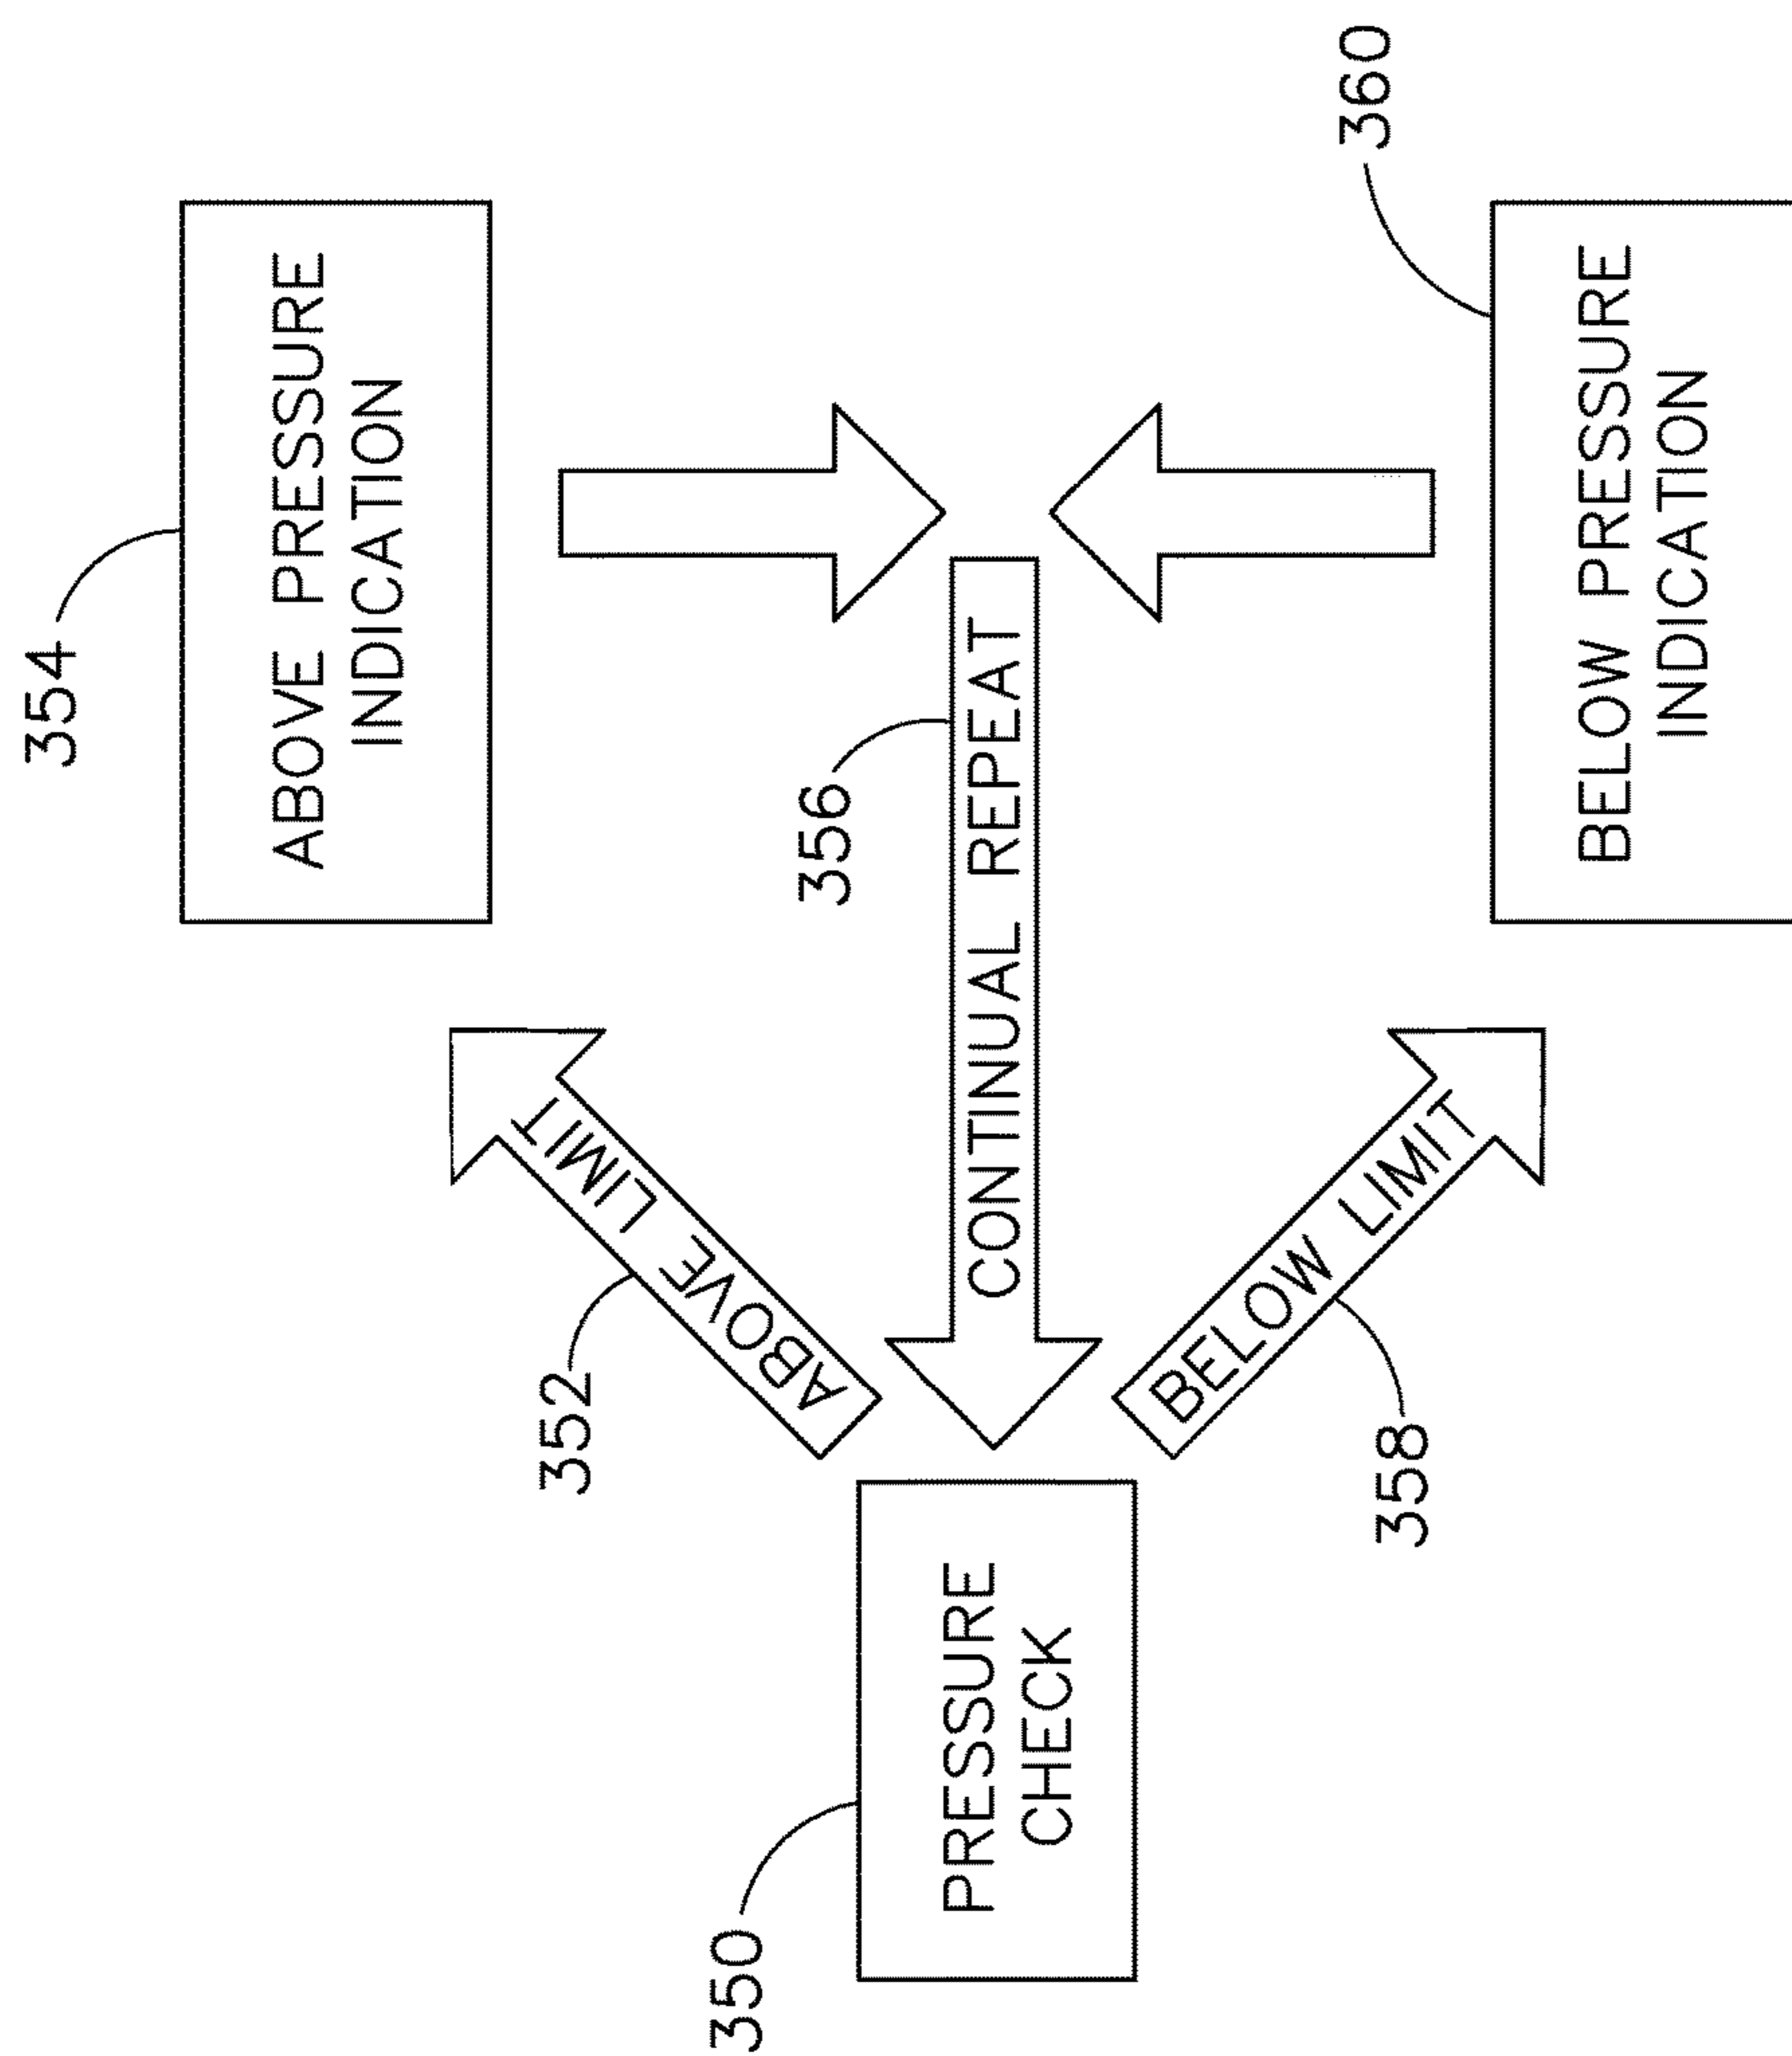 354
ABOVE PRESSURE
INDICATION
352
ABOVE LIMIT
356
CONTINUAL REPEAT
350
PRESSURE
CHECK
BELOW LIMIT
358
360
BELOW PRESSURE
INDICATION